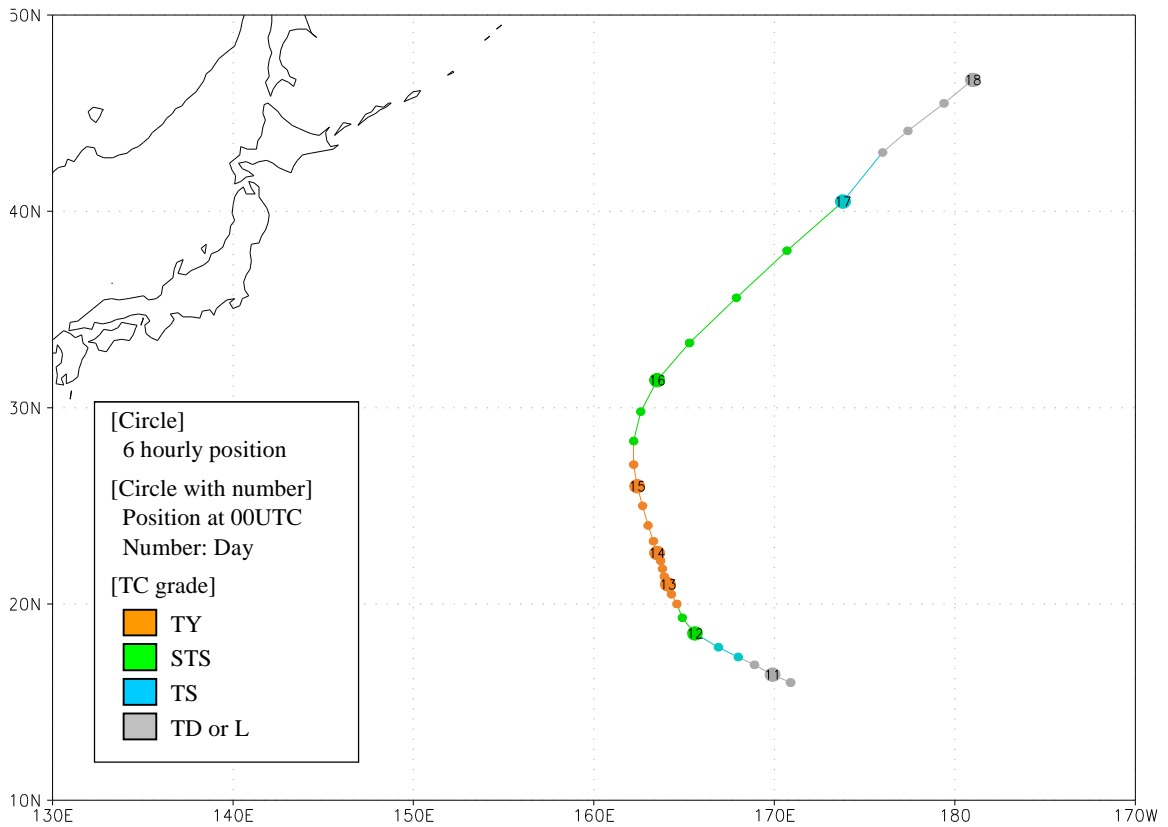 50N
18
17
40N
16
30N
[Circle]
6 hourly position
[Circle with number]
Position at 00UTC
Number: Day
[TC grade]
TY
STS
TS
TD or L
15
14
13
20N
12
11
10N
130E 140E 150E 160E 170E 180 170W